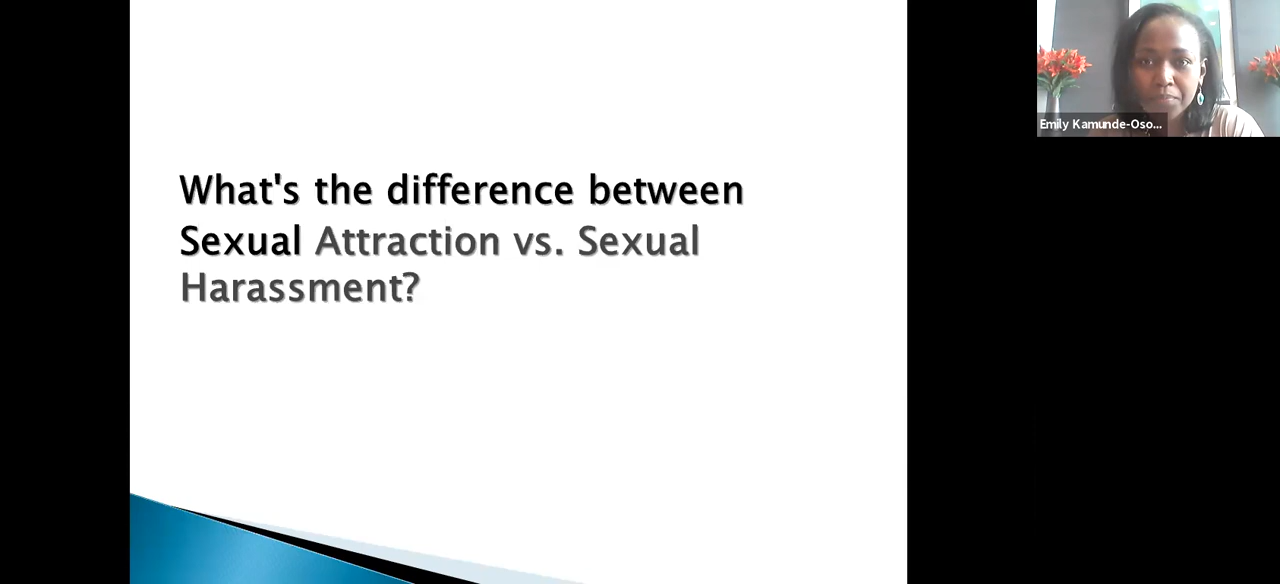 What's the difference between
Sexual Attraction vs. Sexual
Harassment?
Emily Kamunde-Oso...